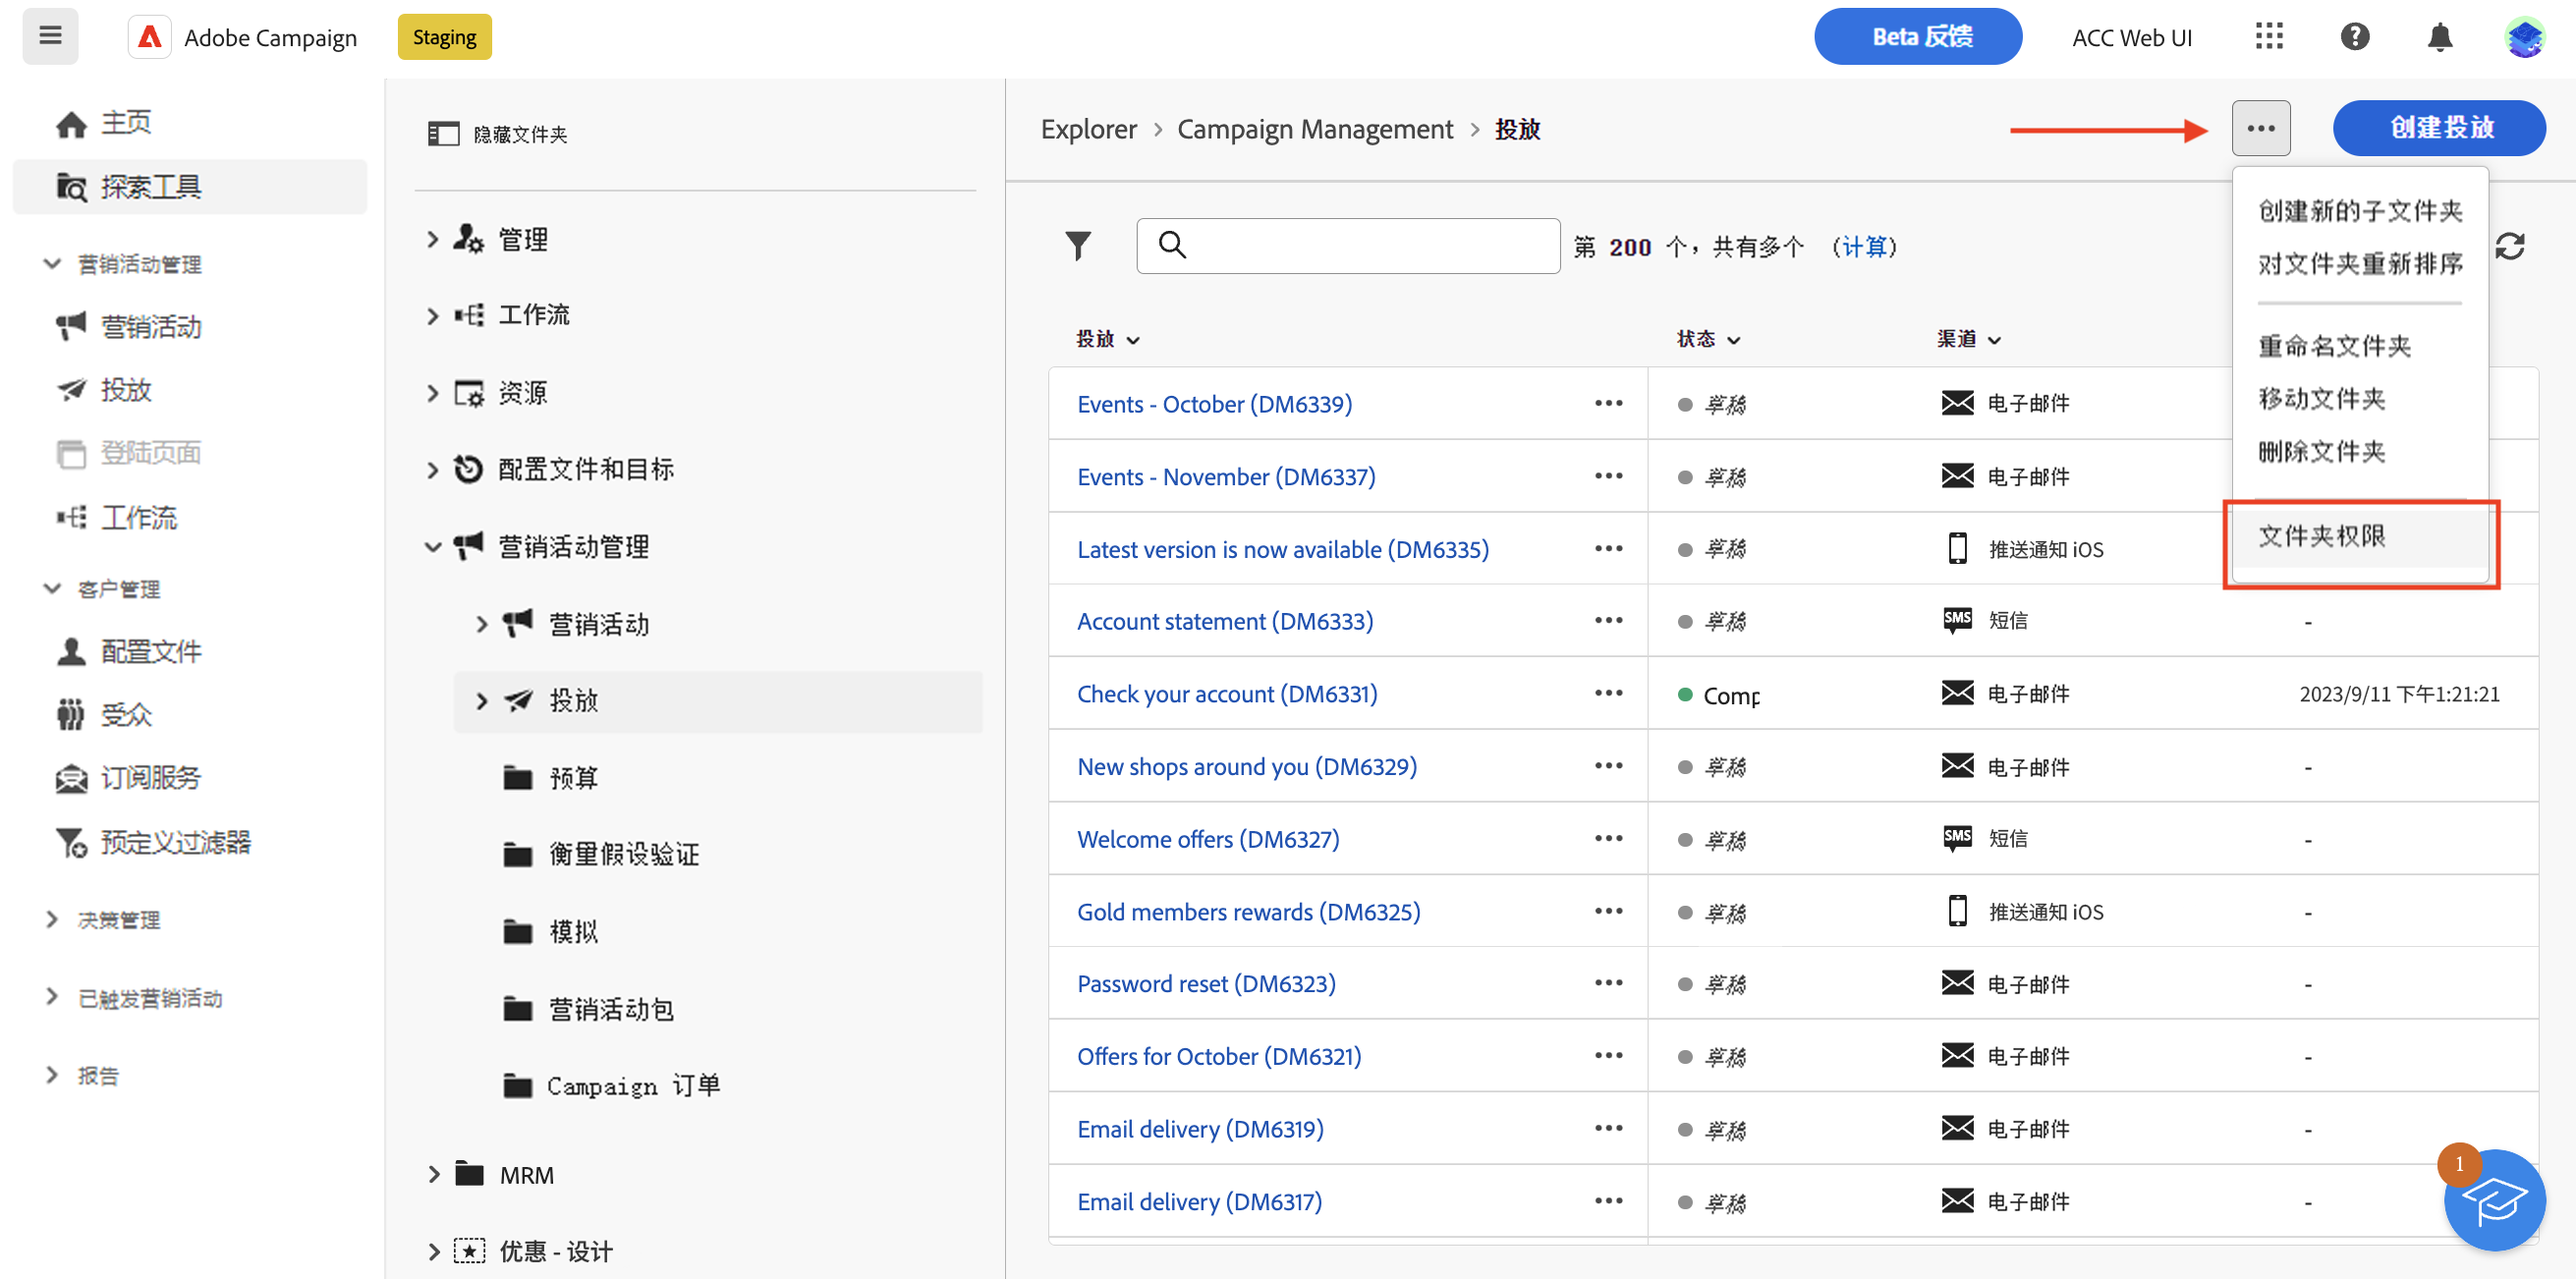 Adobe Campaign
Staging
Beta 反馈
ACC Web UI
主页
探索工具
营销活动管理
营销活动
投放
登陆页面
工作流
客户管理
配置文件
受众
订阅服务
预定义过滤器
决策管理
已触发营销活动
报告
隐藏文件夹
管理
工作流
资源
配置文件和目标
营销活动管理
营销活动
投放
预算
衡量假设验证
模拟
营销活动包
Campaign 订单
MRM
优惠 - 设计
Explorer > Campaign Management > 投放
创建投放
第 200 个，共有多个 (计算)
创建新的子文件夹
对文件夹重新排序
重命名文件夹
移动文件夹
删除文件夹
文件夹权限
投放 状态 渠道
Events - October (DM6339) ••• 草稿 电子邮件
Events - November (DM6337) ••• 草稿 电子邮件
Latest version is now available (DM6335) ••• 草稿 推送通知 iOS
Account statement (DM6333) ••• 草稿 SMS 短信 -
Check your account (DM6331) ••• Comp 电子邮件 2023/9/11 下午1:21:21
New shops around you (DM6329) ••• 草稿 电子邮件 -
Welcome offers (DM6327) ••• 草稿 SMS 短信 -
Gold members rewards (DM6325) ••• 草稿 推送通知 iOS -
Password reset (DM6323) ••• 草稿 电子邮件 -
Offers for October (DM6321) ••• 草稿 电子邮件 -
Email delivery (DM6319) ••• 草稿 电子邮件 -
Email delivery (DM6317) ••• 草稿 电子邮件 -
1